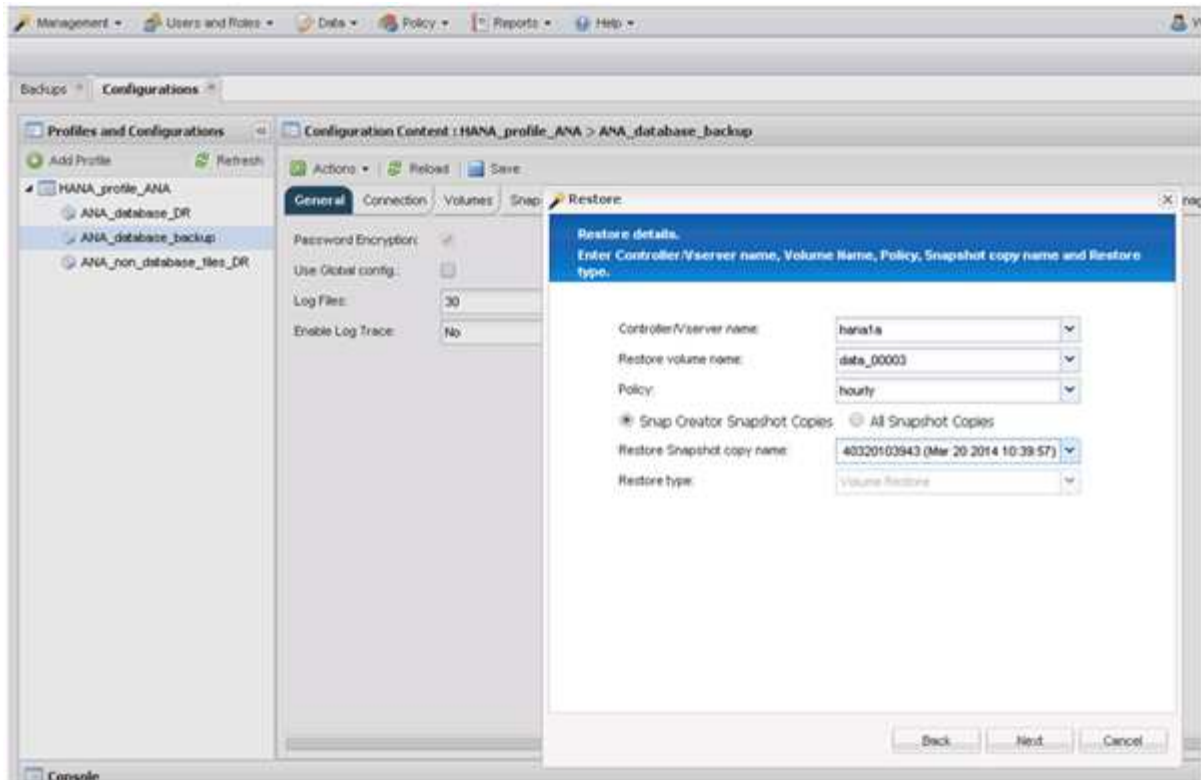 Management Users and Roles Data Policy Reports Help
Backups Configurations
Profiles and Configurations
Add Profile Refresh
HANA_profile_ANA
ANA_database_DR
ANA_database_backup
ANA_non_database_files_DR
Configuration Content : HANA_profile_ANA > ANA_database_backup
Actions Reload Save
General Connection Volumes Snap
Password Encryption:
Use Global config.:
Log Files: 30
Enable Log Trace: No
Restore
Restore details.
Enter Controller/Vserver name, Volume Name, Policy, Snapshot copy name and Restore
type.
Controller/Vserver name: hana1a
Restore volume name: data_00003
Policy: hourly
Snap Creator Snapshot Copies All Snapshot Copies
Restore Snapshot copy name: 40320103943 (Mar 20 2014 10:39:57)
Restore type: Volume Restore
Back Next Cancel
Console